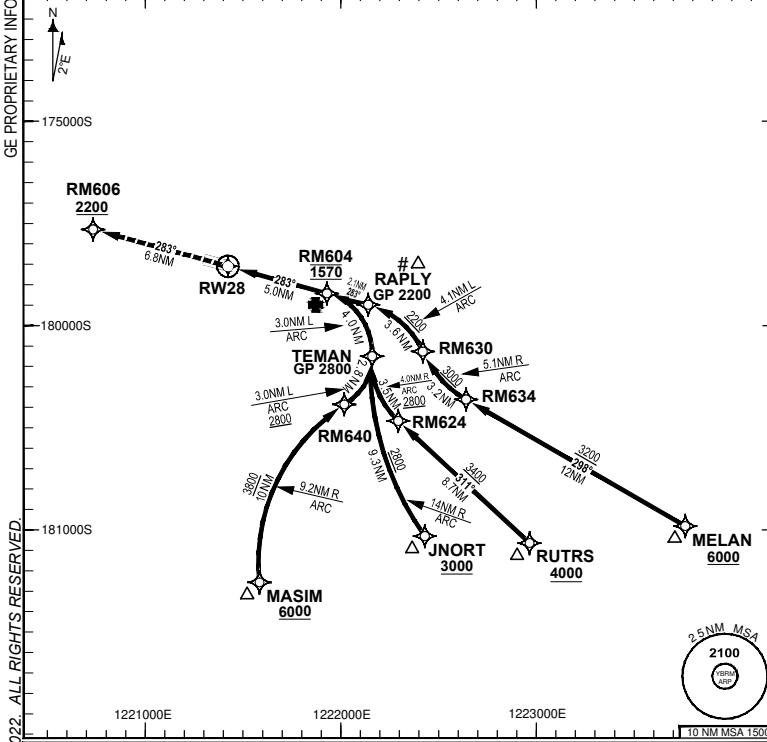 GE PROPRIETARY INFO
N
2°E
175000S
RM606
2200
283°
6.8NM
RW28
RM604
1570
283°
5.0NM
2.1NM
283°
#
RAPLY
GP 2200
4.1NM L
ARC
2200
3.6NM
180000S
3.0NM L
ARC
4.0NM
TEMAN
GP 2800
RM630
5.1NM R
ARC
3000
3.2NM
RM634
2.8NM
3.0NM L
ARC
2800
4.0NM R
ARC
2800
3.5NM
RM640
RM624
3200
298°
12NM
3400
311°
8.7NM
2800
9.3NM
3800
10NM
9.2NM R
ARC
14NM R
ARC
181000S
JNORT
3000
RUTRS
4000
MELAN
6000
MASIM
6000
25NM MSA
2100
YBRM
ARP
1221000E
1222000E
1223000E
10 NM MSA 1500
022. ALL RIGHTS RESERVED.